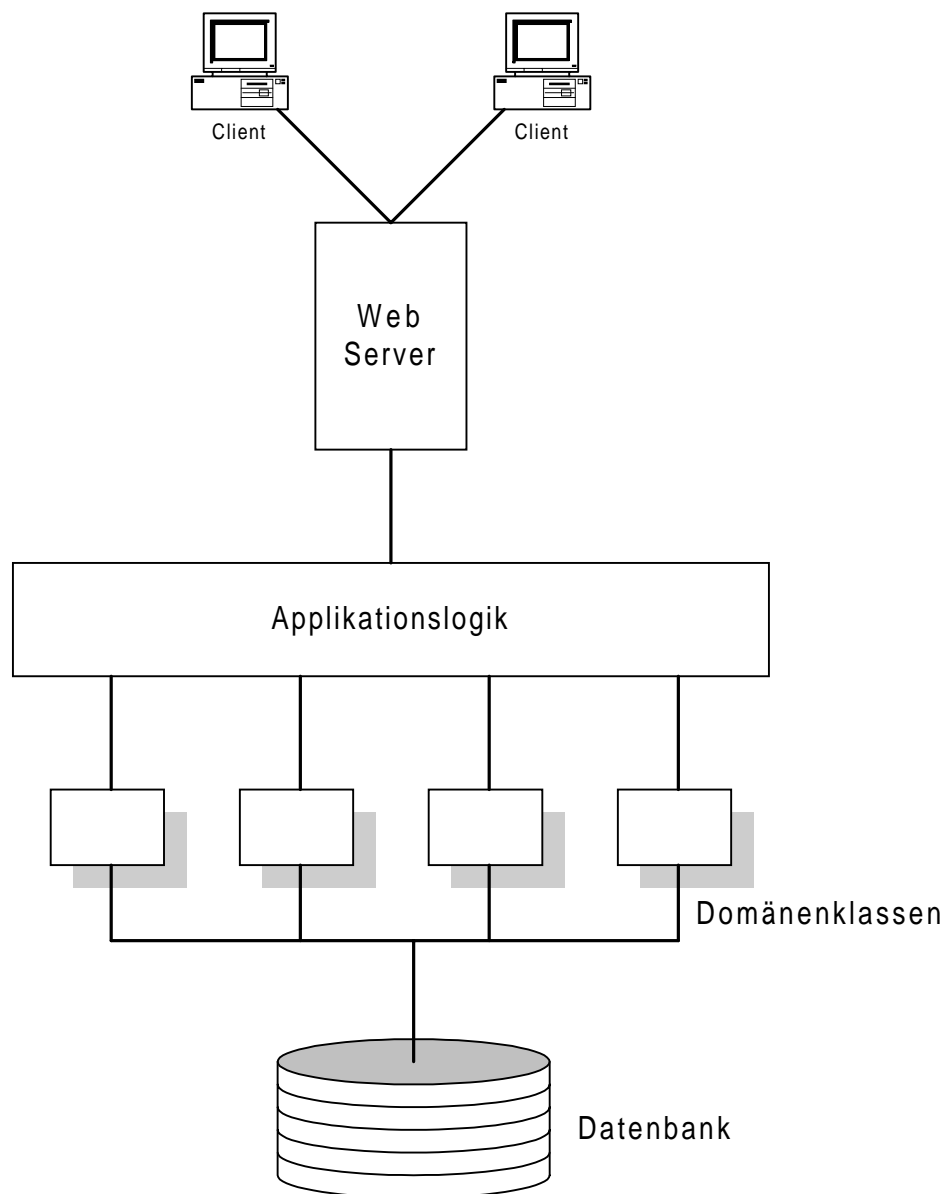 Client
Client
Web
Server
Applikationslogik
Domänenklassen
Datenbank